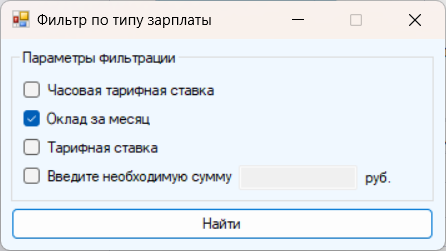 Фильтр по типу зарплаты
Параметры фильтрации
Часовая тарифная ставка
Оклад за месяц
Тарифная ставка
Введите необходимую сумму руб.
Найти